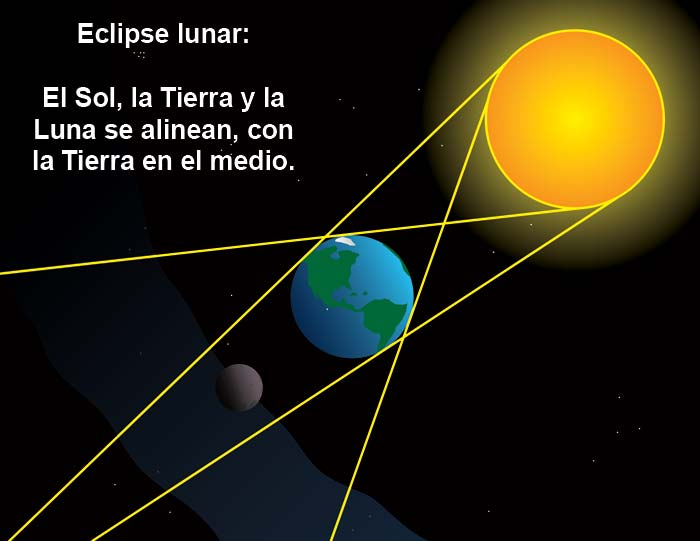 Eclipse lunar:
El Sol, la Tierra y la
Luna se alinean, con
la Tierra en el medio.